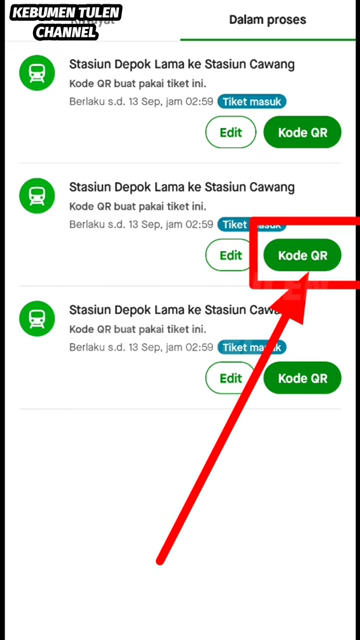 KEBUMEN TULEN
CHANNEL
Dalam proses
Stasiun Depok Lama ke Stasiun Cawang
Kode QR buat pakai tiket ini.
Berlaku s.d. 13 Sep, jam 02:59 Tiket masuk
Edit Kode QR
Stasiun Depok Lama ke Stasiun Cawang
Kode QR buat pakai tiket ini.
Berlaku s.d. 13 Sep, jam 02:59 Tiket masuk
Edit Kode QR
Stasiun Depok Lama ke Stasiun Cawang
Kode QR buat pakai tiket ini.
Berlaku s.d. 13 Sep, jam 02:59 Tiket masuk
Edit Kode QR